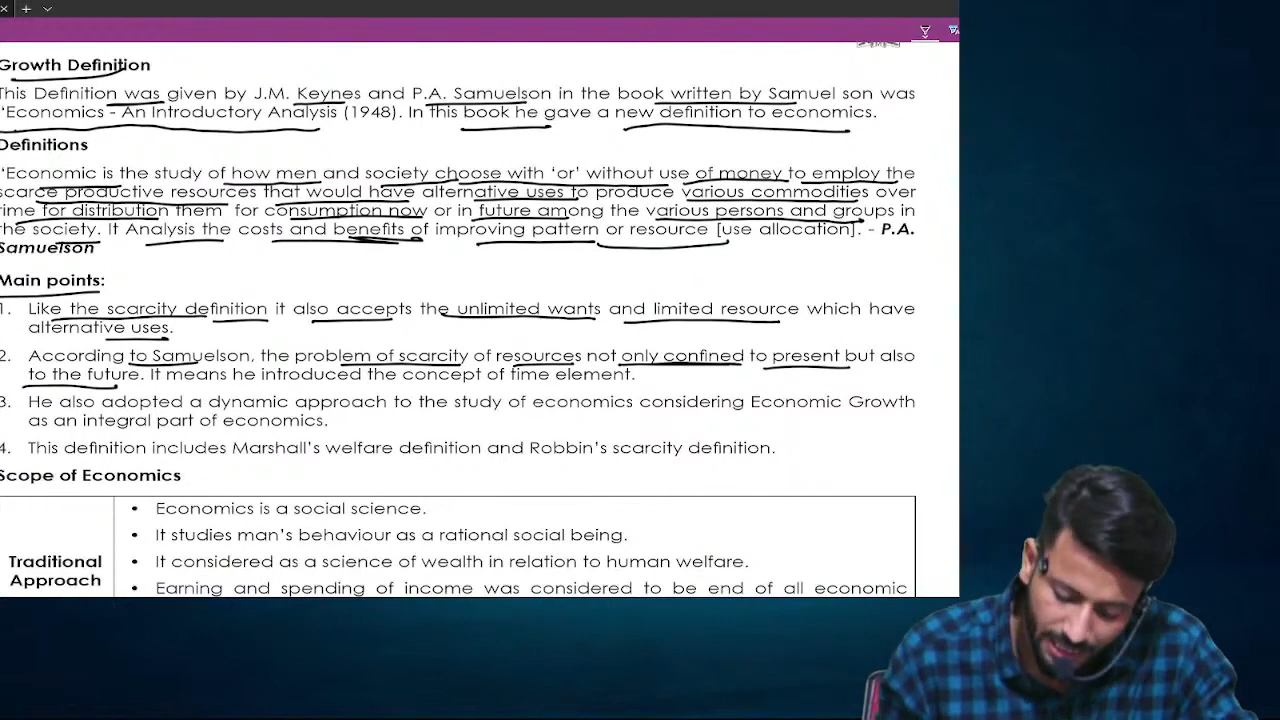 Growth Definition
This Definition was given by J.M. Keynes and P.A. Samuelson in the book written by Samuel son was
'Economics - An Introductory Analysis (1948). In this book he gave a new definition to economics.
Definitions
'Economic is the study of how men and society choose with 'or' without use of money to employ the
scarce productive resources that would have alternative uses to produce various commodities over
time for distribution them for consumption now or in future among the various persons and groups in
the society. It Analysis the costs and benefits of improving pattern or resource [use allocation]. - P.A.
Samuelson
Main points:
1. Like the scarcity definition it also accepts the unlimited wants and limited resource which have
alternative uses.
2. According to Samuelson, the problem of scarcity of resources not only confined to present but also
to the future. It means he introduced the concept of time element.
3. He also adopted a dynamic approach to the study of economics considering Economic Growth
as an integral part of economics.
4. This definition includes Marshall's welfare definition and Robbin's scarcity definition.
Scope of Economics
• Economics is a social science.
• It studies man's behaviour as a rational social being.
Traditional
Approach
• It considered as a science of wealth in relation to human welfare.
• Earning and spending of income was considered to be end of all economic